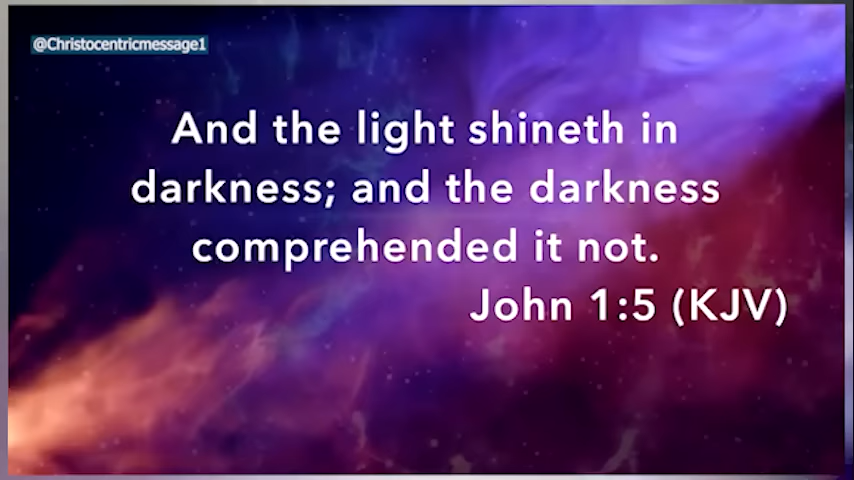 @Christocentricmessage1
And the light shineth in
darkness; and the darkness
comprehended it not.
John 1:5 (KJV)